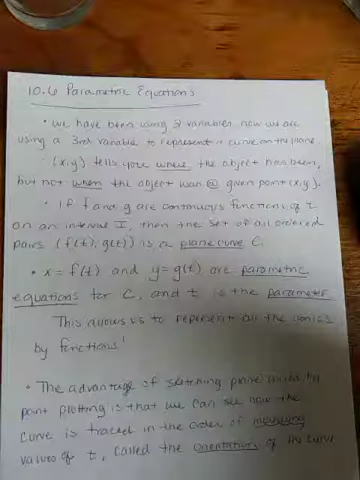 10.6 Parametric Equations
• We have been using 2 variables, now we are
using a 3rd variable to represent a curve on the plane.
(x,y) tells you where the object has been,
but not when the object was @ given point (x,y).
• If f and g are continuous functions of t
on an interval I, then the set of all ordered
pairs (f(t), g(t)) is a plane curve C.
• x = f(t) and y = g(t) are parametric
equations for C, and t is the parameter
This allows us to represent all the conics
by functions!
• The advantage of sketching plane curves by
point plotting is that we can see how the
curve is traced in the order of increasing
values of t, called the orientation of the curve